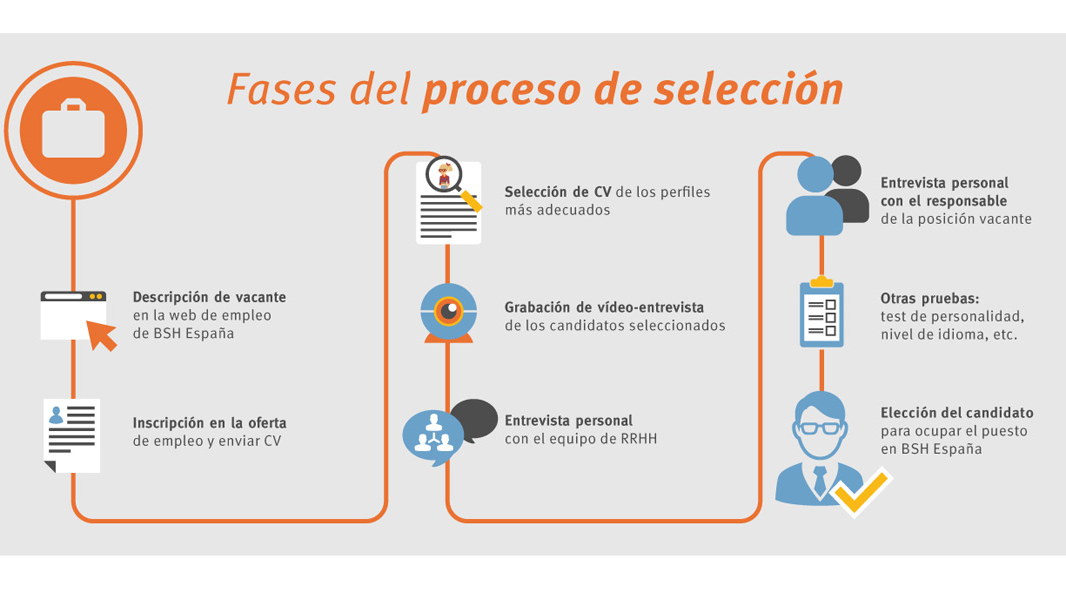 Fases del proceso de selección
Descripción de vacante
en la web de empleo
de BSH España
Inscripción en la oferta
de empleo y enviar CV
Selección de CV de los perfiles
más adecuados
Grabación de vídeo-entrevista
de los candidatos seleccionados
Entrevista personal
con el equipo de RRHH
Entrevista personal
con el responsable
de la posición vacante
Otras pruebas:
test de personalidad,
nivel de idioma, etc.
Elección del candidato
para ocupar el puesto
en BSH España